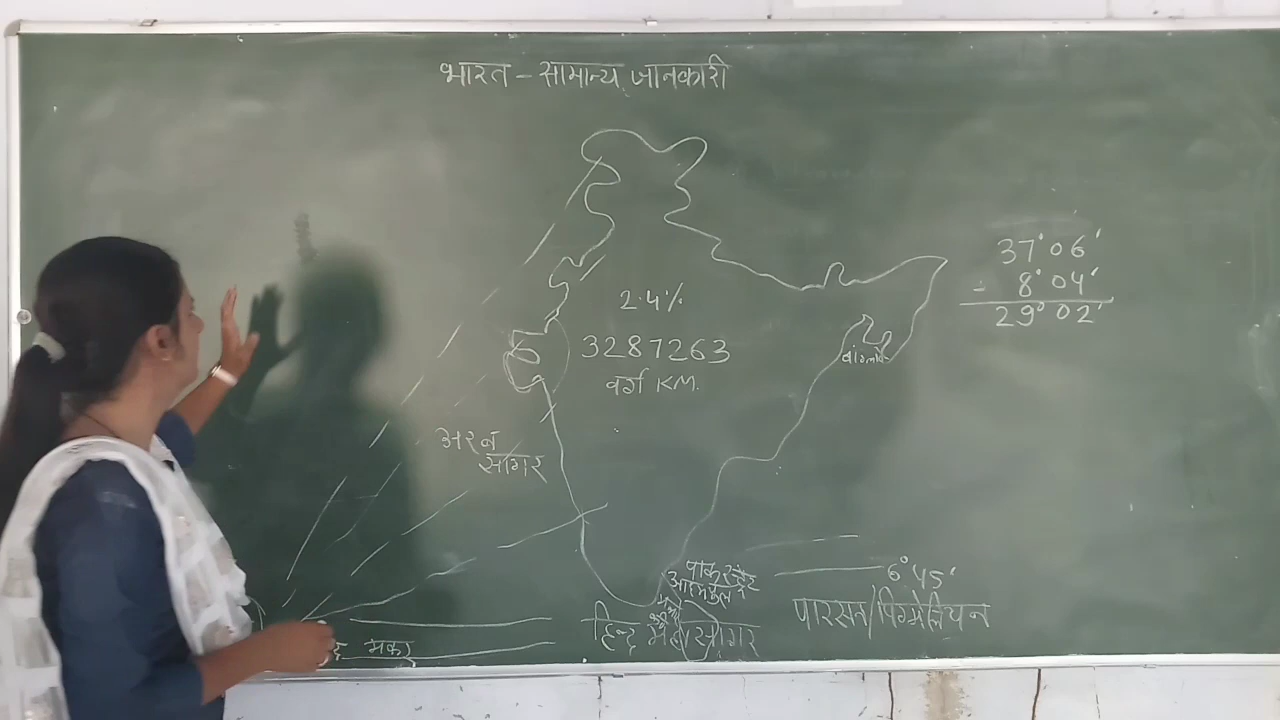 भारत – सामान्य जानकारी
37°06'
- 8°04'
29°02'
2.4%
3287263
वर्ग KM.
अरब
सागर
6°45'
हिन्द महासागर
पारसन/पिग्मेलियन